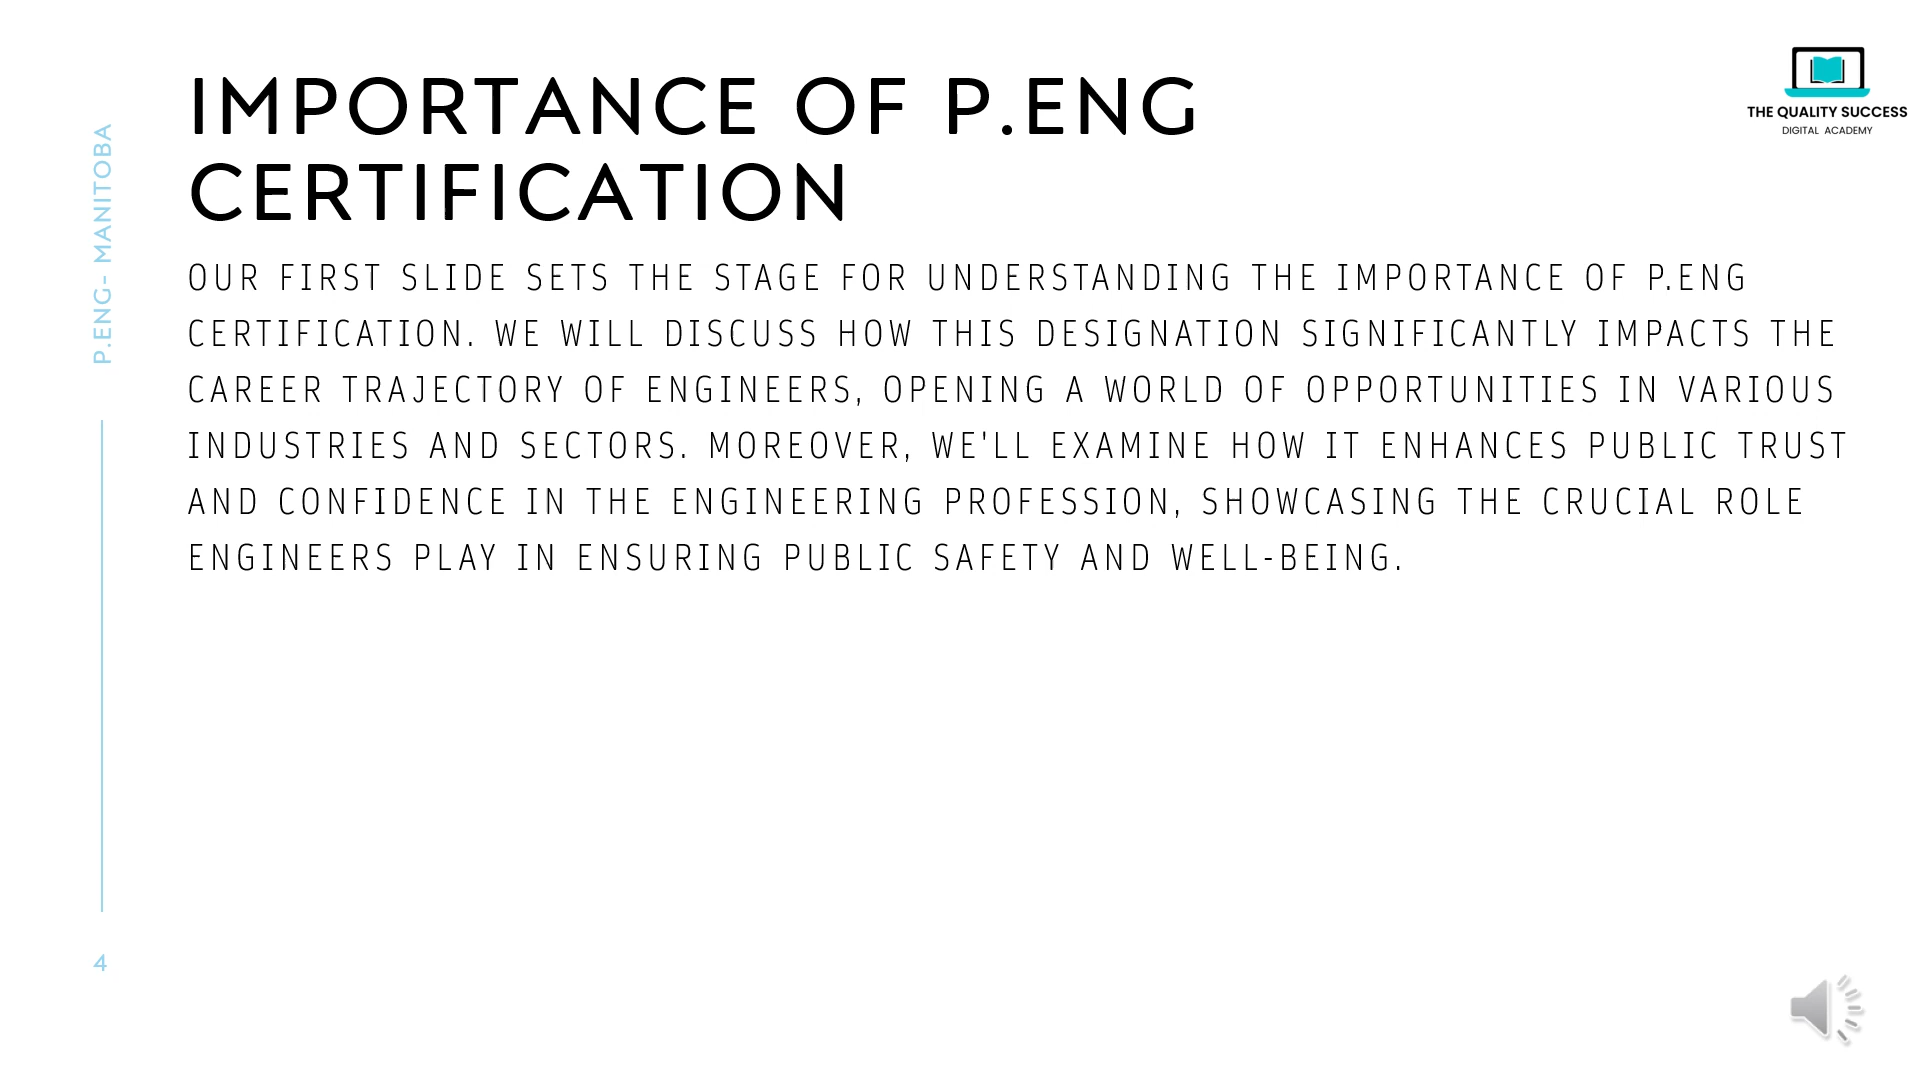 IMPORTANCE OF P.ENG
CERTIFICATION
THE QUALITY SUCCESS
DIGITAL ACADEMY
P.ENG- MANITOBA
OUR FIRST SLIDE SETS THE STAGE FOR UNDERSTANDING THE IMPORTANCE OF P.ENG
CERTIFICATION. WE WILL DISCUSS HOW THIS DESIGNATION SIGNIFICANTLY IMPACTS THE
CAREER TRAJECTORY OF ENGINEERS, OPENING A WORLD OF OPPORTUNITIES IN VARIOUS
INDUSTRIES AND SECTORS. MOREOVER, WE'LL EXAMINE HOW IT ENHANCES PUBLIC TRUST
AND CONFIDENCE IN THE ENGINEERING PROFESSION, SHOWCASING THE CRUCIAL ROLE
ENGINEERS PLAY IN ENSURING PUBLIC SAFETY AND WELL-BEING.
4